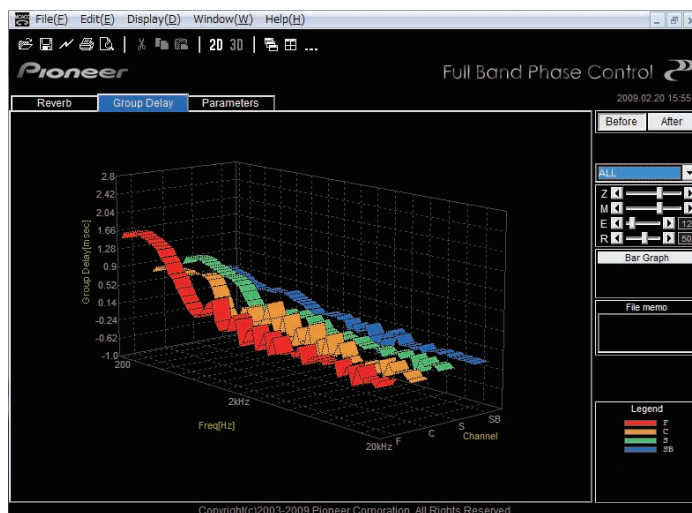 File(F) Edit(E) Display(D) Window(W) Help(H)
2D 3D ...
Pioneer
Full Band Phase Control
2009.02.20 15:55
Reverb Group Delay Parameters
Before After
ALL
Z
M
E 12
R 50
Bar Graph
File memo
2.8
2.42
2.04
1.66
1.28
0.9
0.52
0.14
-0.24
-0.62
-1.0
Group Delay[msec]
200
2kHz
20kHz
Freq[Hz]
F
C
S
SB
Channel
Legend
F
C
S
SB
Copyright(c)2003-2009 Pioneer Corporation. All Rights Reserved